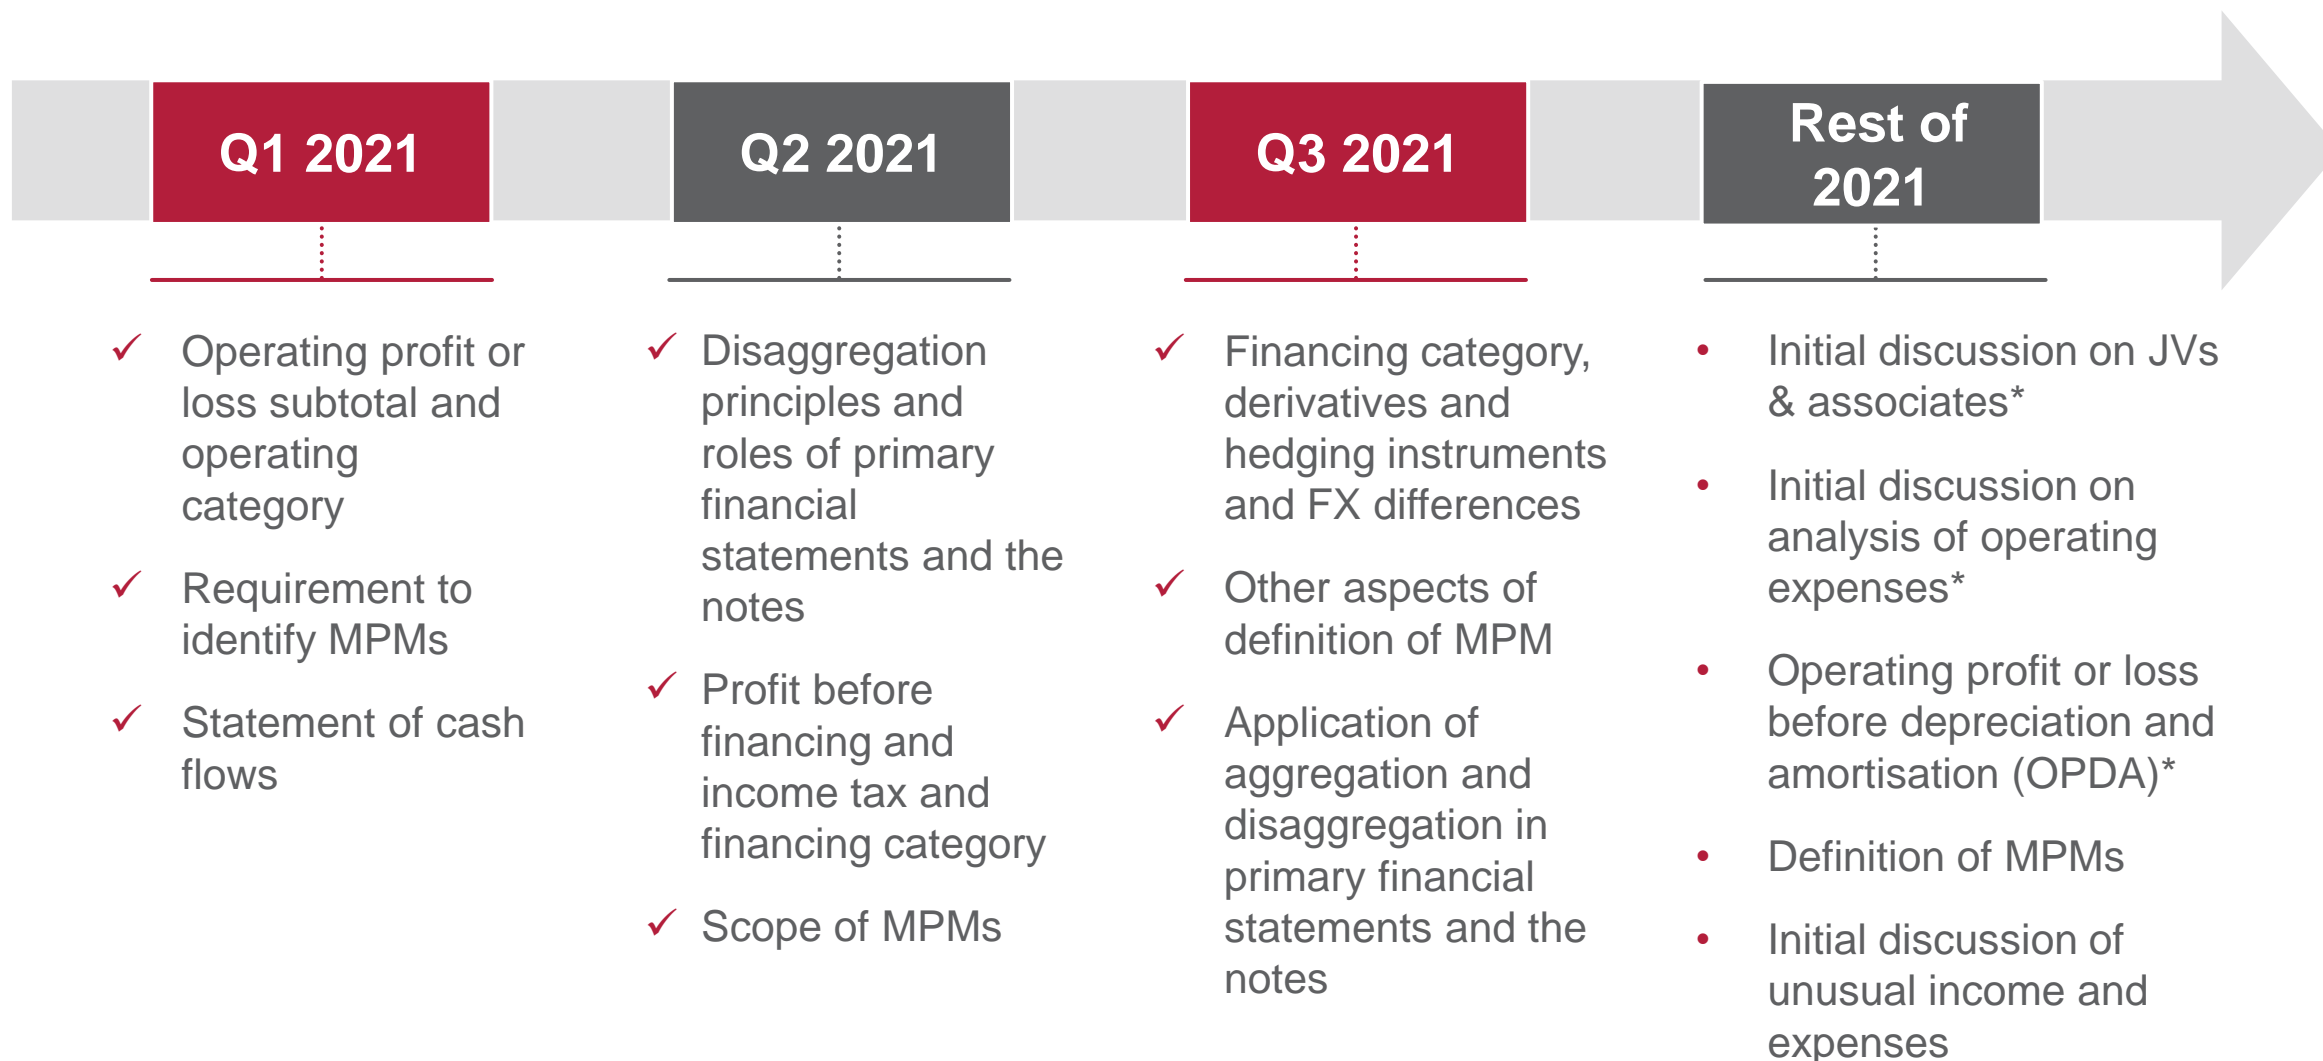 Q1 2021
Q2 2021
Q3 2021
Rest of
2021
✓ Operating profit or
loss subtotal and
operating
category
✓ Requirement to
identify MPMs
✓ Statement of cash
flows
✓ Disaggregation
principles and
roles of primary
financial
statements and the
notes
✓ Profit before
financing and
income tax and
financing category
✓ Scope of MPMs
✓ Financing category,
derivatives and
hedging instruments
and FX differences
✓ Other aspects of
definition of MPM
✓ Application of
aggregation and
disaggregation in
primary financial
statements and the
notes
• Initial discussion on JVs
& associates*
• Initial discussion on
analysis of operating
expenses*
• Operating profit or loss
before depreciation and
amortisation (OPDA)*
• Definition of MPMs
• Initial discussion of
unusual income and
expenses